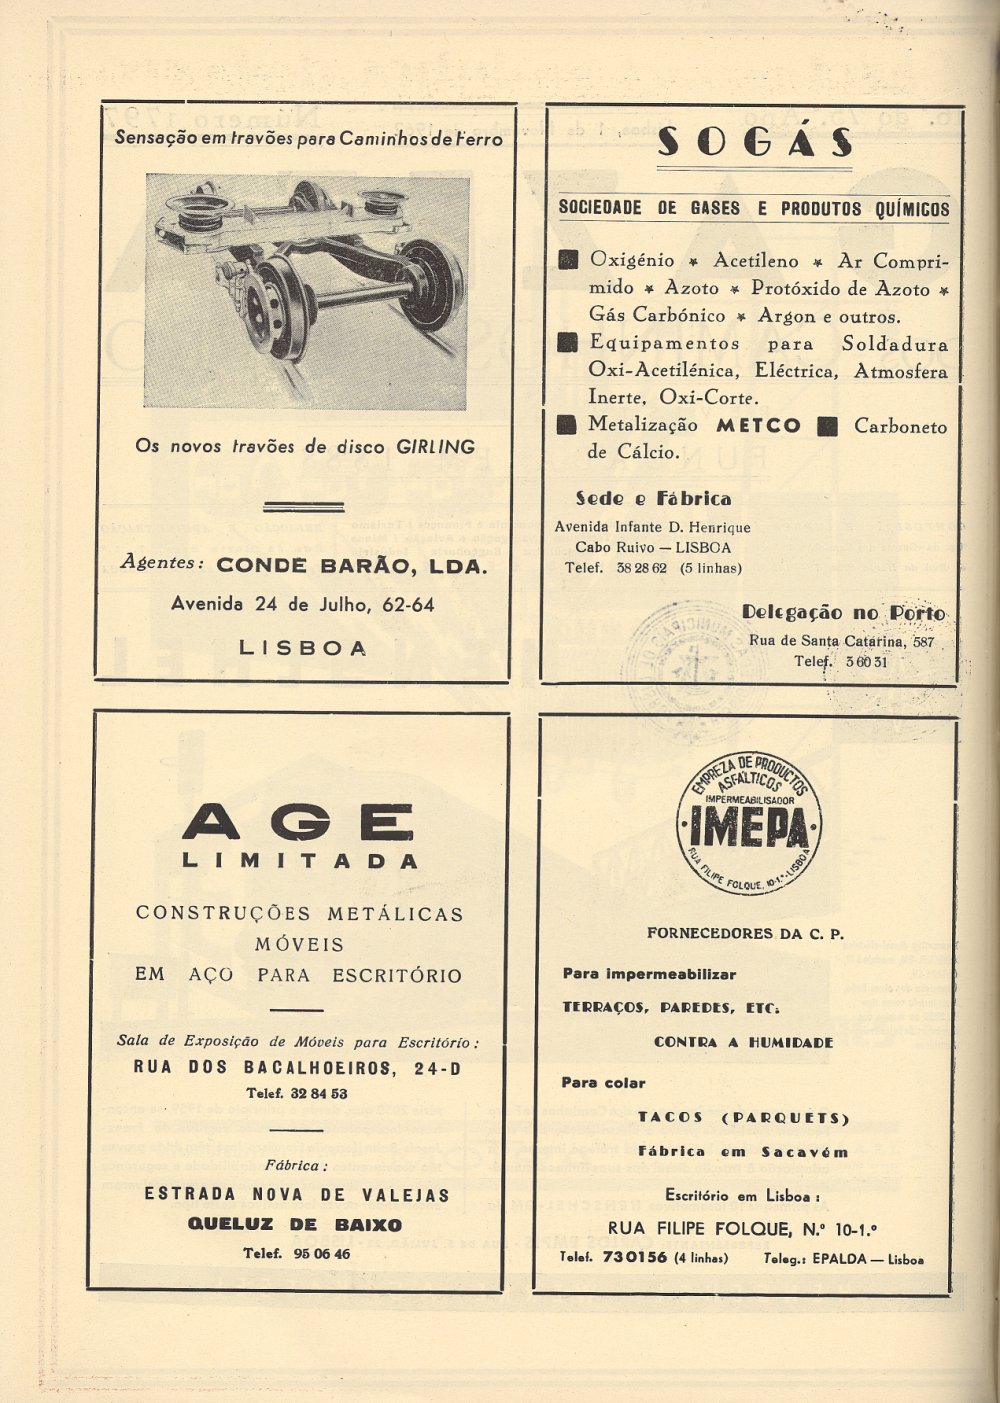 Sensação em travões para Caminhos de Ferro
Os novos travões de disco GIRLING
Agentes: CONDE BARÃO, LDA.
Avenida 24 de Julho, 62-64
LISBOA
SOGÁS
SOCIEDADE DE GASES E PRODUTOS QUÍMICOS
Oxigénio * Acetileno * Ar Compri-
mido * Azoto * Protóxido de Azoto *
Gás Carbónico * Argon e outros.
Equipamentos para Soldadura
Oxi-Acetilénica, Eléctrica, Atmosfera
Inerte, Oxi-Corte.
Metalização METCO ■ Carboneto
de Cálcio.
Sede e Fábrica
Avenida Infante D. Henrique
Cabo Ruivo — LISBOA
Telef. 38 28 62 (5 linhas)
Delegação no Porto
Rua de Santa Catarina, 587
Telef. 3 60 31
AGE
LIMITADA
CONSTRUÇÕES METÁLICAS
MÓVEIS
EM AÇO PARA ESCRITÓRIO
Sala de Exposição de Móveis para Escritório:
RUA DOS BACALHOEIROS, 24-D
Telef. 32 84 53
Fábrica:
ESTRADA NOVA DE VALEJAS
QUELUZ DE BAIXO
Telef. 95 06 46
EMPREZA DE PRODUCTOS
ASFÁLTICOS
IMPERMEABILISADOR
IMEPA
RUA FILIPE FOLQUE, 10-1.º-LISBOA
FORNECEDORES DA C. P.
Para impermeabilizar
TERRAÇOS, PAREDES, ETC.
CONTRA A HUMIDADE
Para colar
TACOS (PARQUETS)
Fábrica em Sacavém
Escritório em Lisboa:
RUA FILIPE FOLQUE, N.º 10-1.º
Telef. 730156 (4 linhas) Teleg.: EPALDA — Lisboa